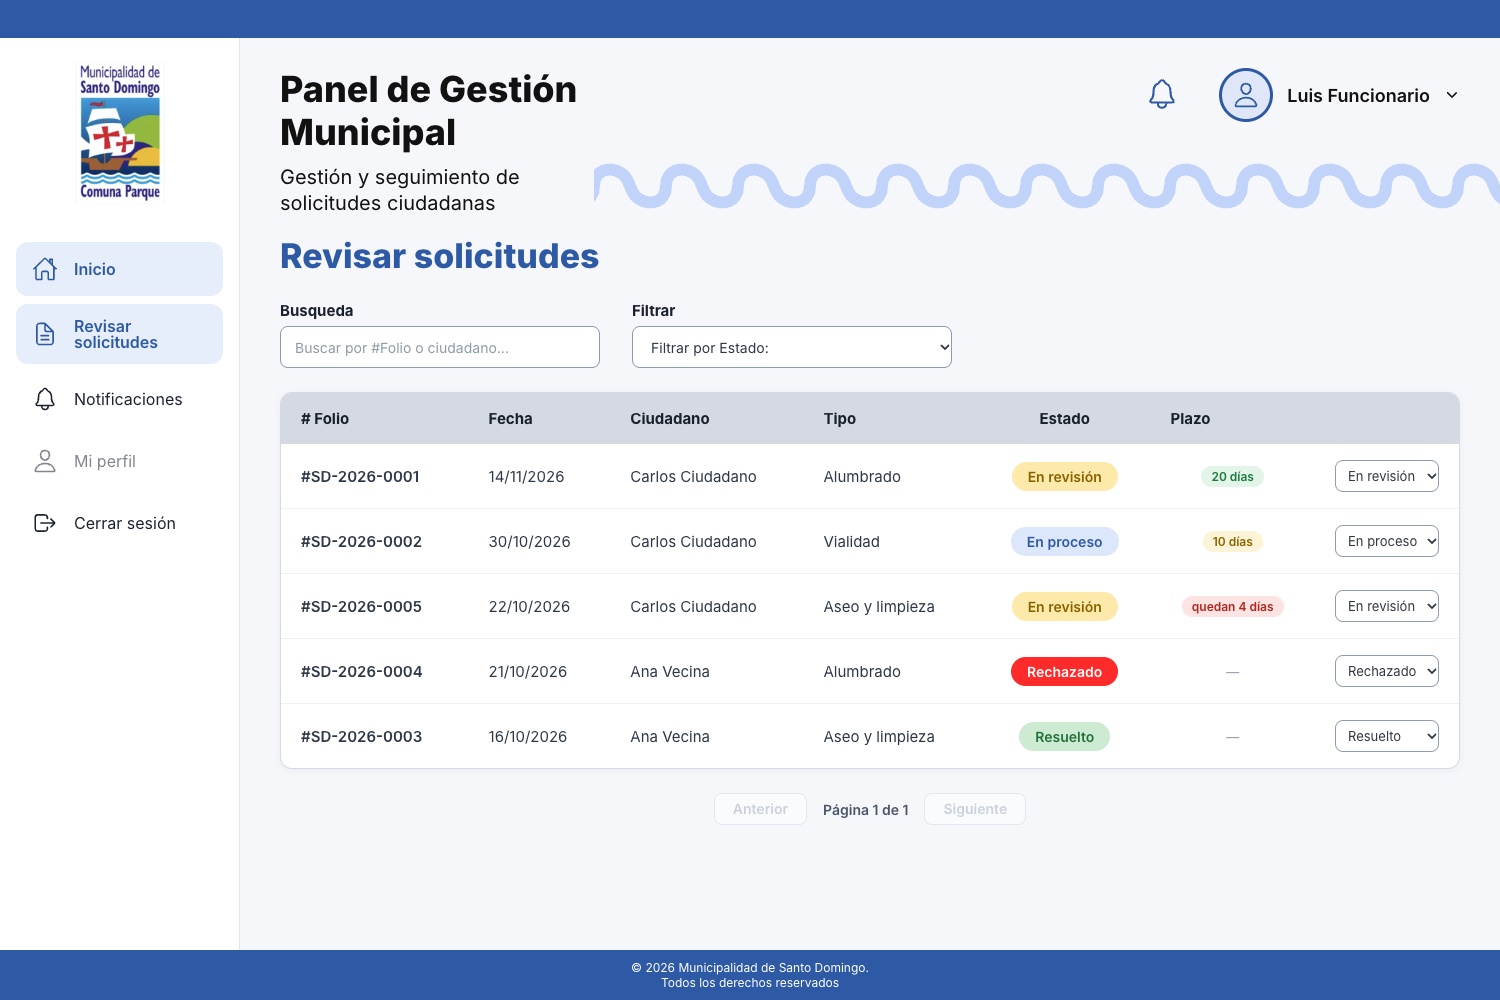 Municipalidad de
Santo Domingo
Comuna Parque
Inicio
Revisar
solicitudes
Notificaciones
Mi perfil
Cerrar sesión
Panel de Gestión
Municipal
Gestión y seguimiento de
solicitudes ciudadanas
Luis Funcionario
Revisar solicitudes
Busqueda
Filtrar
Buscar por #Folio o ciudadano...
Filtrar por Estado:
# Folio Fecha Ciudadano Tipo Estado Plazo
#SD-2026-0001 14/11/2026 Carlos Ciudadano Alumbrado En revisión 20 días En revisión
#SD-2026-0002 30/10/2026 Carlos Ciudadano Vialidad En proceso 10 días En proceso
#SD-2026-0005 22/10/2026 Carlos Ciudadano Aseo y limpieza En revisión quedan 4 días En revisión
#SD-2026-0004 21/10/2026 Ana Vecina Alumbrado Rechazado — Rechazado
#SD-2026-0003 16/10/2026 Ana Vecina Aseo y limpieza Resuelto — Resuelto
Anterior Página 1 de 1 Siguiente
© 2026 Municipalidad de Santo Domingo.
Todos los derechos reservados